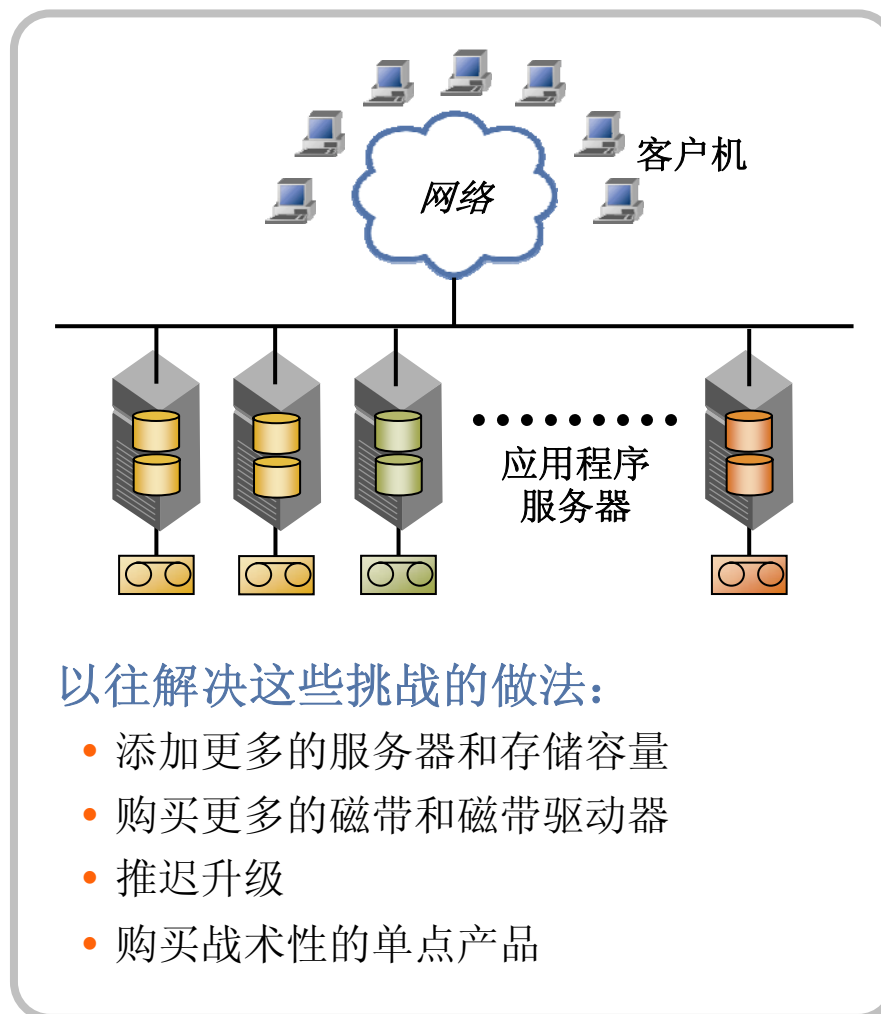 客户机
网络
应用程序
服务器
以往解决这些挑战的做法：
• 添加更多的服务器和存储容量
• 购买更多的磁带和磁带驱动器
• 推迟升级
• 购买战术性的单点产品